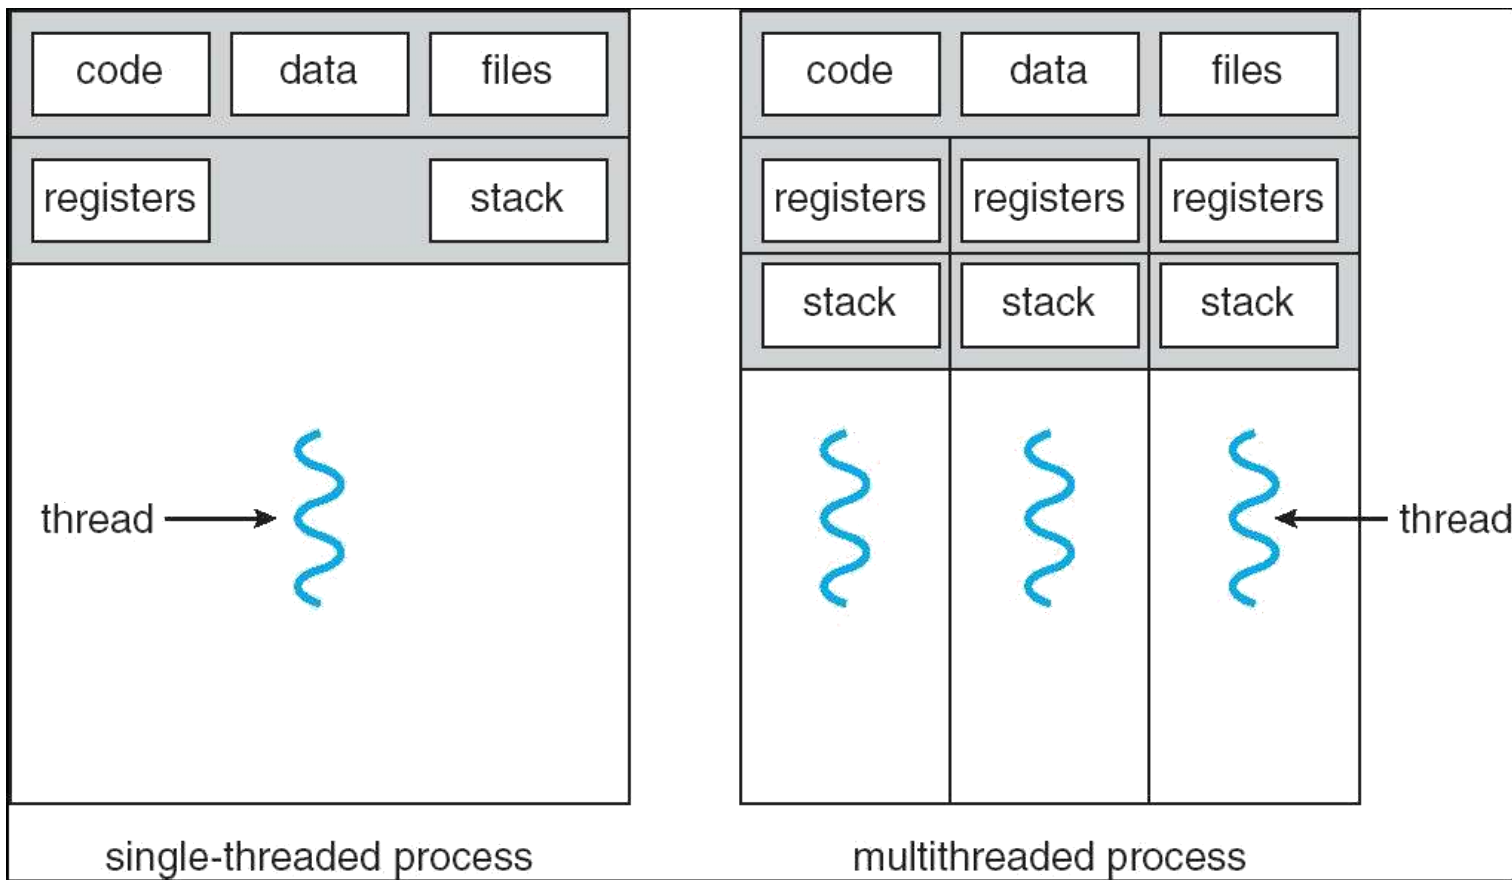 code data files code data files
registers stack registers registers registers
stack stack stack
thread thread
single-threaded process multithreaded process